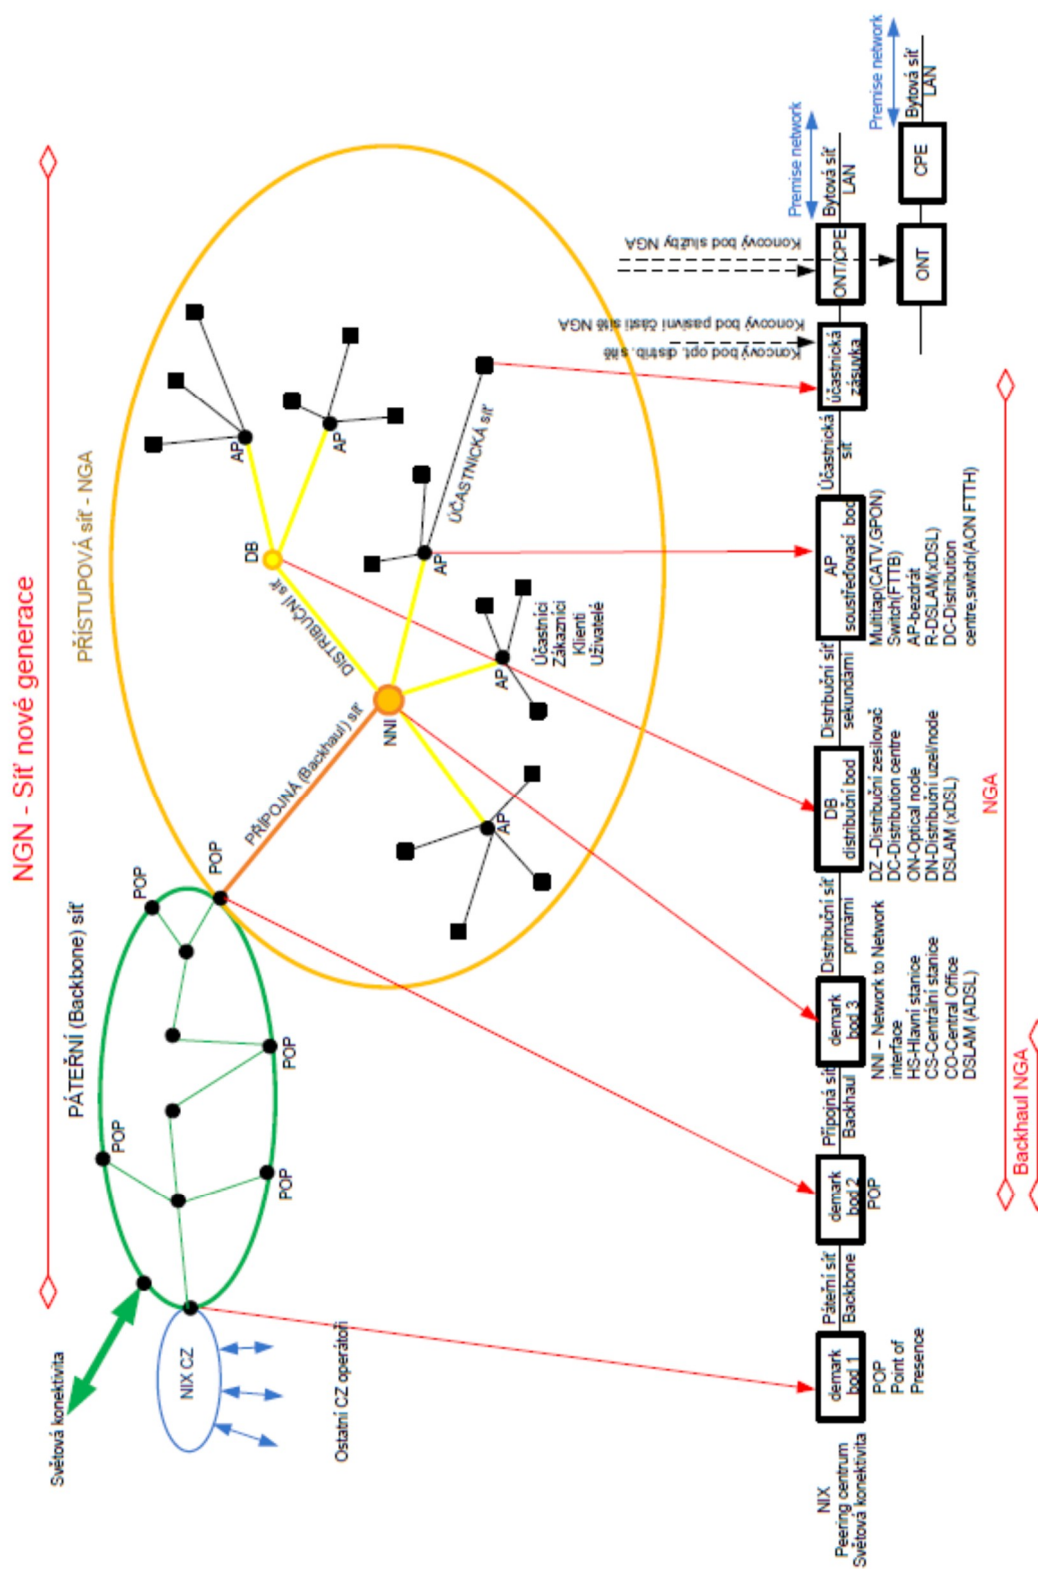 NGN - Síť nové generace
PÁTEŘNÍ (Backbone) síť
PŘÍSTUPOVÁ síť - NGA
Světová konektivita
NIX CZ
Ostatní CZ operátoři
POP
POP
POP
POP
POP
PŘÍPOJNÁ (Backhaul) síť
NNI
DISTRIBUČNÍ síť
DB
AP
AP
AP
AP
AP
ÚČASTNICKÁ síť
Účastníci
Zákazníci
Klienti
Uživatelé
Koncový bod opt. distrib. sítě
Koncový bod pasivní části sítě NGA
Koncový bod služby NGA
Premise network
Premise network
NIX
Peering centrum
Světová konektivita
demark
bod 1
POP
Point of
Presence
Páteřní síť
Backbone
demark
bod 2
POP
Přípojná síť
Backhaul
demark
bod 3
NNI – Network to Network
interface
HS-Hlavní stanice
CS-Centrální stanice
CO-Central Office
DSLAM (ADSL)
Distribuční síť
primární
DB
distribuční bod
DZ –Distribuční zesilovač
DC-Distribution centre
ON-Optical node
DN-Distribuční uzel/node
DSLAM (xDSL)
Distribuční síť
sekundární
AP
soustřeďovací bod
Multitap(CATV,GPON)
Switch(FTTB)
AP-bezdrát
R-DSLAM(xDSL)
DC-Distribution
centre,switch(AON FTTH)
Účastnická
síť
účastnická
zásuvka
ONT/CPE
Bytová síť
LAN
ONT
CPE
Bytová síť
LAN
Backhaul NGA
NGA